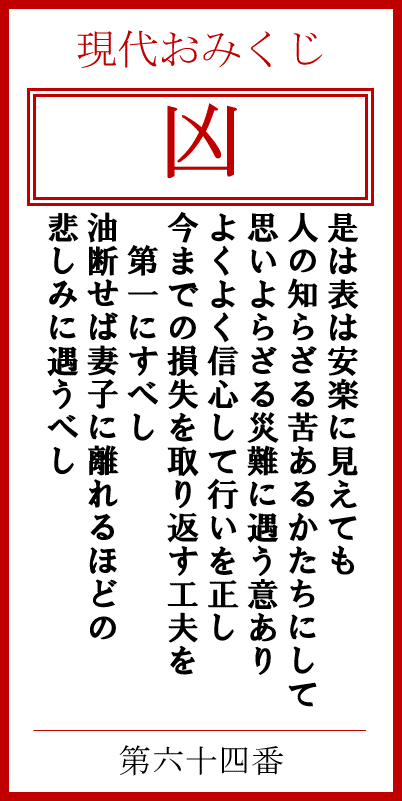 現代おみくじ
凶
是は表は安楽に見えても
人の知らざる苦あるかたちにして
思いよらざる災難に遇う意あり
よくよく信心して行いを正し
今までの損失を取り返す工夫を
第一にすべし
油断せば妻子に離れるほどの
悲しみに遇うべし
第六十四番